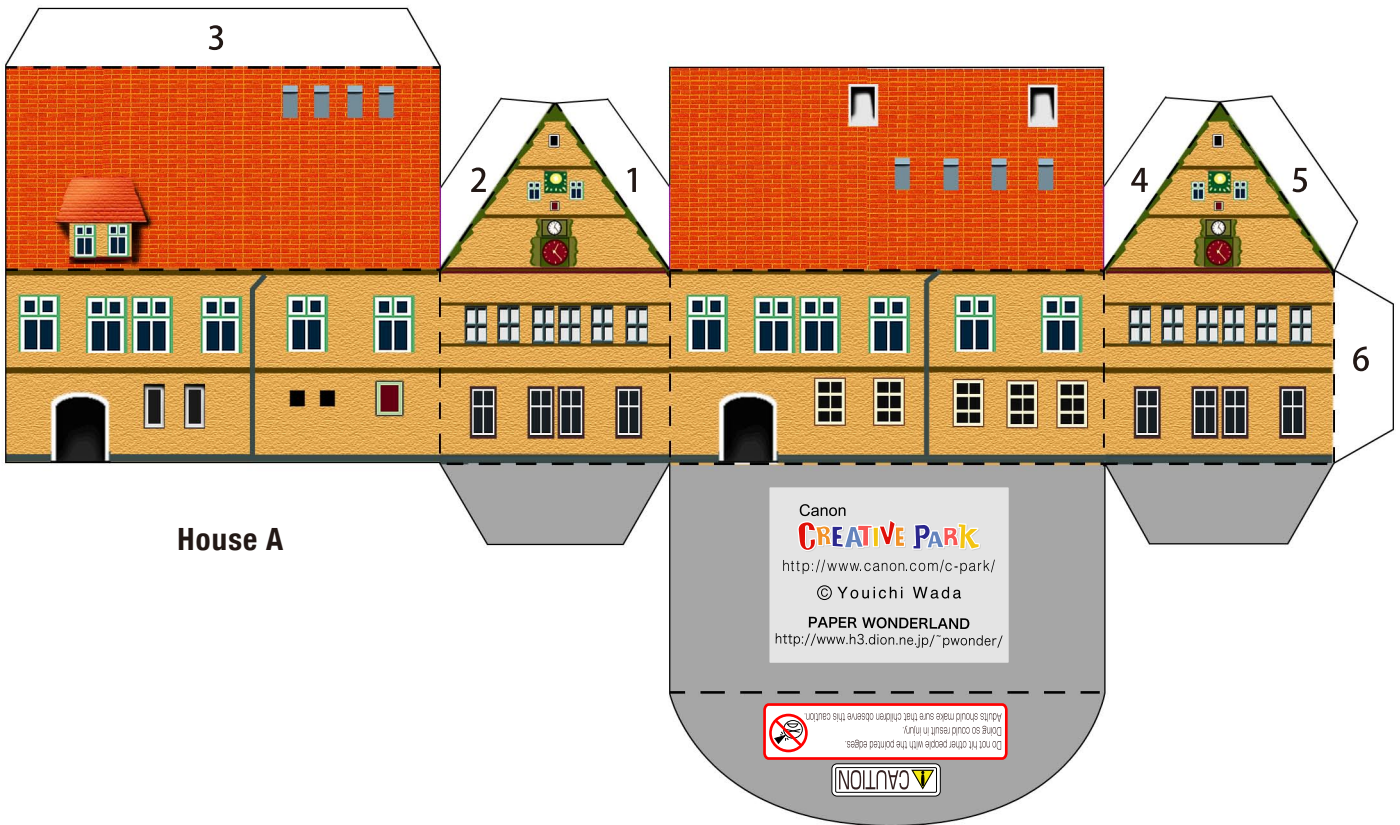 3
2
1
4
5
6
House A
Canon
CREATIVE PARK
http://www.canon.com/c-park/
© Youichi Wada
PAPER WONDERLAND
http://www.h3.dion.ne.jp/~pwonder/
CAUTION
Do not hit other people with the pointed edges.
Doing so could result in injury.
Adults should make sure that children observe this caution.